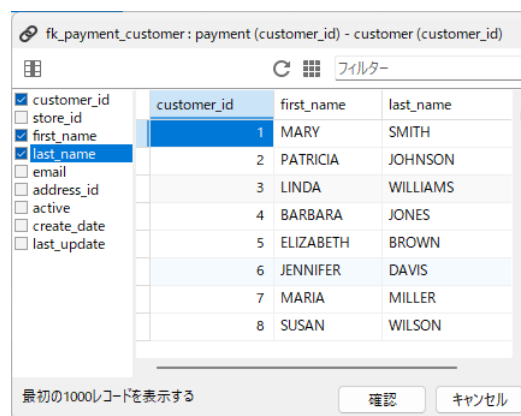 fk_payment_customer : payment (customer_id) - customer (customer_id)
フィルター
customer_id
store_id
first_name
last_name
email
address_id
active
create_date
last_update
customer_id first_name last_name
1 MARY SMITH
2 PATRICIA JOHNSON
3 LINDA WILLIAMS
4 BARBARA JONES
5 ELIZABETH BROWN
6 JENNIFER DAVIS
7 MARIA MILLER
8 SUSAN WILSON
最初の1000レコードを表示する
確認 キャンセル